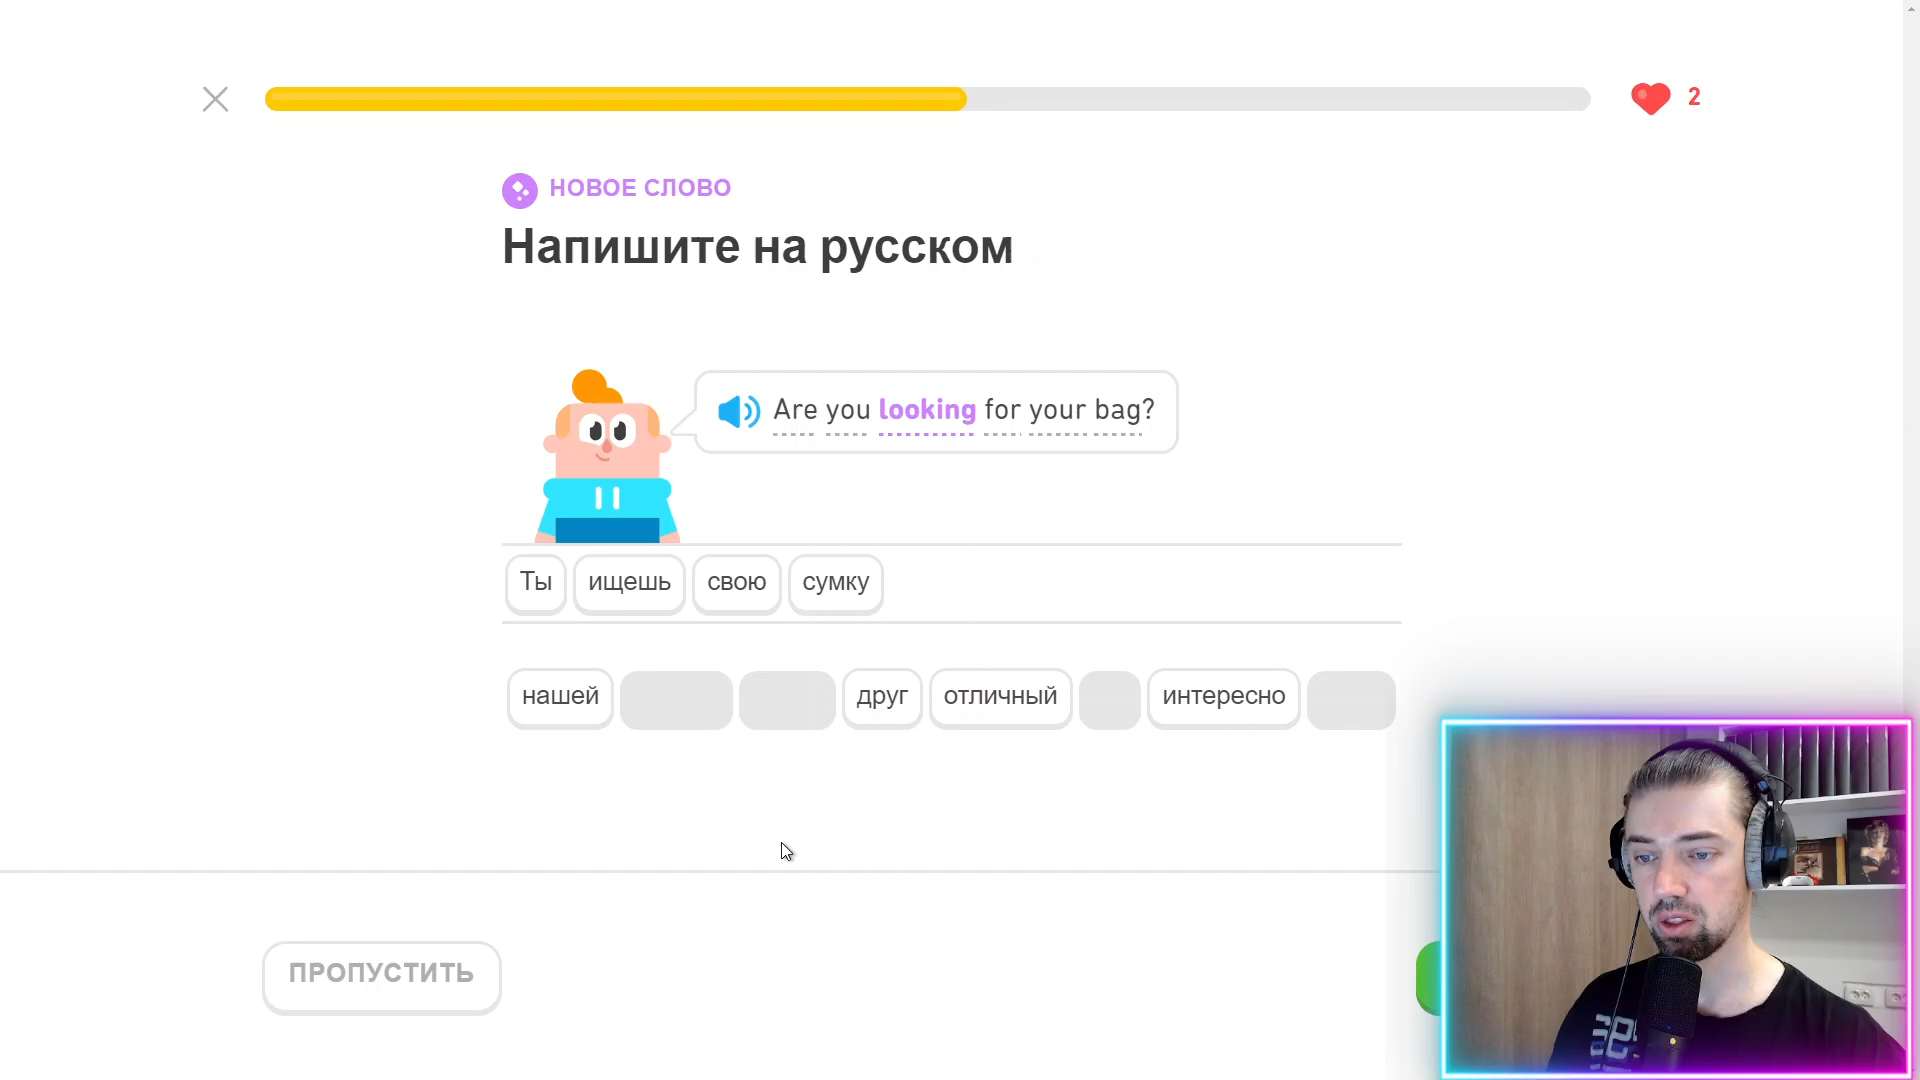 2
НОВОЕ СЛОВО
Напишите на русском
Are you looking for your bag?
Ты ищешь свою сумку
нашей друг отличный интересно
ПРОПУСТИТЬ